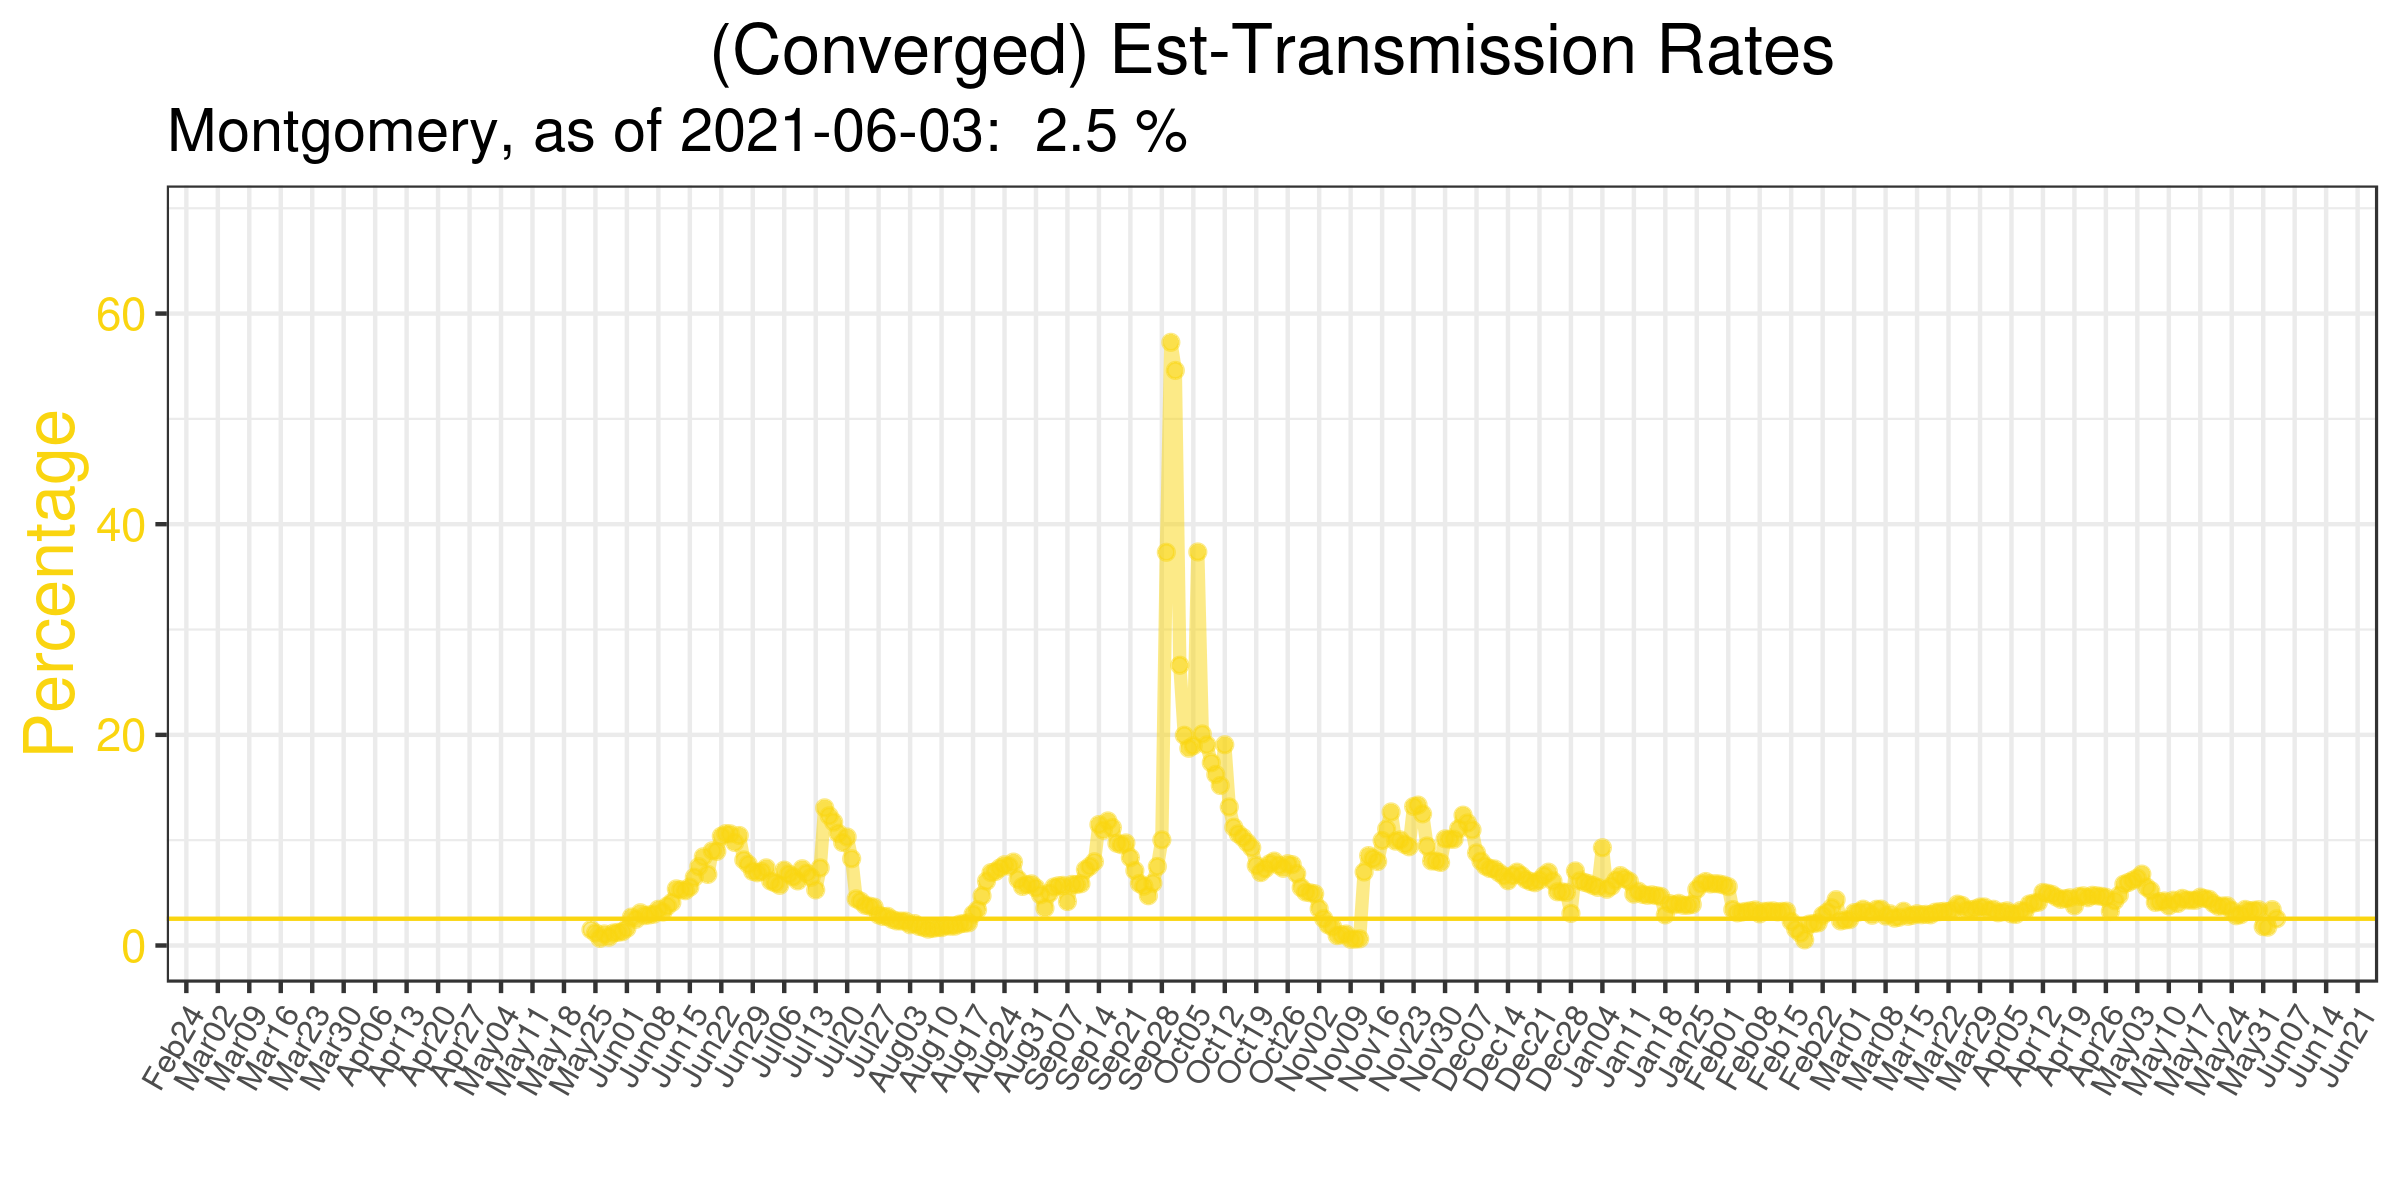 (Converged) Est-Transmission Rates
Montgomery, as of 2021-06-03:  2.5 %
Percentage
60
40
20
0
Feb24
Mar02
Mar09
Mar16
Mar23
Mar30
Apr06
Apr13
Apr20
Apr27
May04
May11
May18
May25
Jun01
Jun08
Jun15
Jun22
Jun29
Jul06
Jul13
Jul20
Jul27
Aug03
Aug10
Aug17
Aug24
Aug31
Sep07
Sep14
Sep21
Sep28
Oct05
Oct12
Oct19
Oct26
Nov02
Nov09
Nov16
Nov23
Nov30
Dec07
Dec14
Dec21
Dec28
Jan04
Jan11
Jan18
Jan25
Feb01
Feb08
Feb15
Feb22
Mar01
Mar08
Mar15
Mar22
Mar29
Apr05
Apr12
Apr19
Apr26
May03
May10
May17
May24
May31
Jun07
Jun14
Jun21